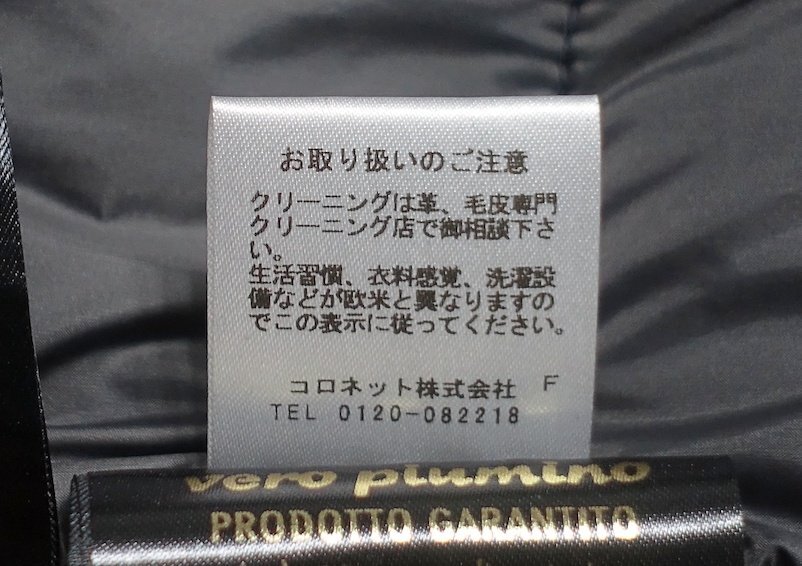 お取り扱いのご注意
クリーニングは革、毛皮専門
クリーニング店で御相談下さ
い。
生活習慣、衣料感覚、洗濯設
備などが欧米と異なりますの
でこの表示に従ってください。
コロネット株式会社 F
TEL 0120-082218
vero piumino
PRODOTTO GARANTITO